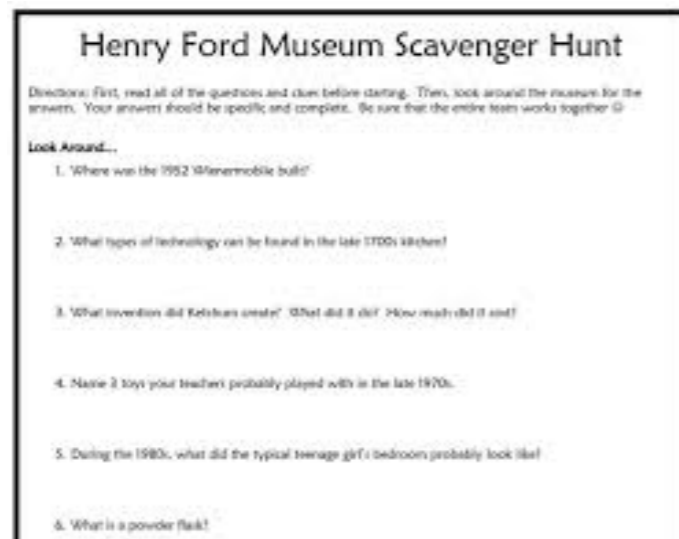 Henry Ford Museum Scavenger Hunt
Directions: First, read all of the questions and clues before starting. Then, look around the museum for the
answers. Your answers should be specific and complete. Be sure that the entire team works together ☺
Look Around...
1. Where was the 1952 Wienermobile built?
2. What types of technology can be found in the late 1700s kitchen?
3. What invention did Ketchum create? What did it do? How much did it cost?
4. Name 3 toys your teachers probably played with in the late 1970s.
5. During the 1980s, what did the typical teenage girl's bedroom probably look like?
6. What is a powder flask?